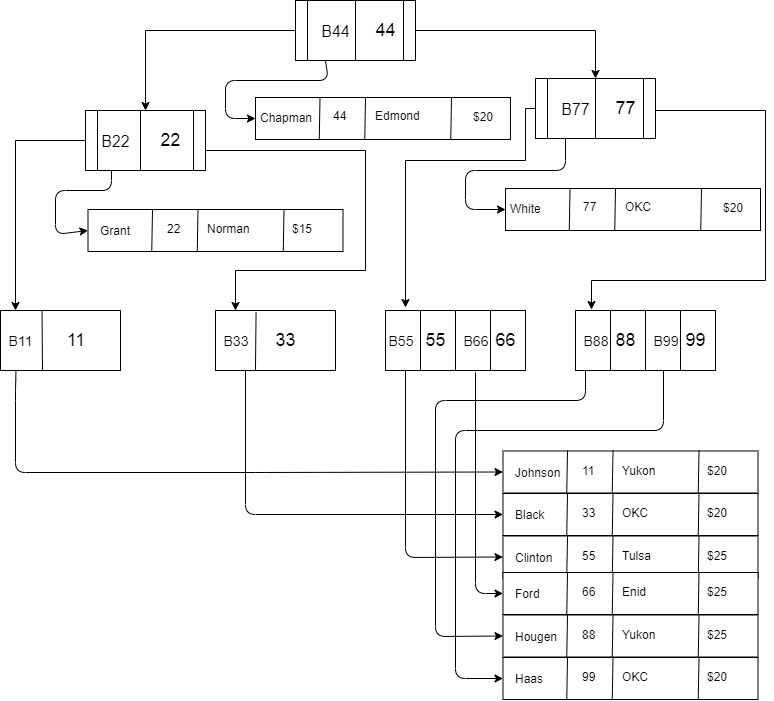 B44 44
Chapman 44 Edmond $20
B77 77
B22 22
White 77 OKC $20
Grant 22 Norman $15
B11 11
B33 33
B55 55 B66 66
B88 88 B99 99
Johnson 11 Yukon $20
Black 33 OKC $20
Clinton 55 Tulsa $25
Ford 66 Enid $25
Hougen 88 Yukon $25
Haas 99 OKC $20